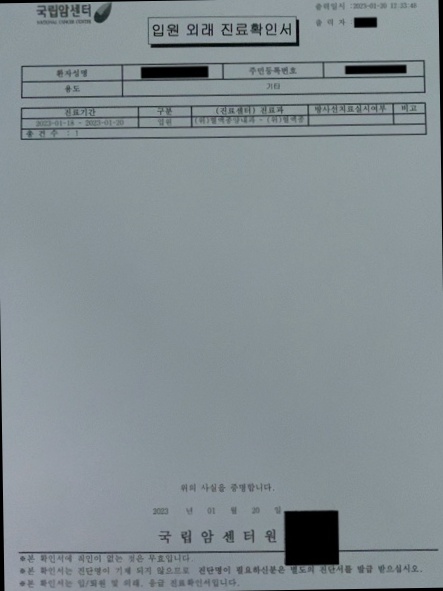 국립암센터
NATIONAL CANCER CENTER
출력일시 :2023-01-20 12:23:48
출 력 자 :
입원 외래 진료확인서
환자성명 주민등록번호
용도 기타
진료기간 구분 (진료센터) 진료과 방사선치료실시여부 비고
2023-01-18 - 2023-01-20 입원 (위)혈액종양내과 - (위)혈액종
총 건 수 : 1
위의 사실을 증명합니다.
2023 년 01 월 20 일
국 립 암 센 터 원
※본 확인서에 직인이 없는 것은 무효입니다.
※본 확인서는 진단명이 기재 되지 않으므로 진단명이 필요하신분은 별도의 진단서를 발급 받으십시오.
※본 확인서는 입/퇴원 및 외래, 응급 진료확인서입니다.